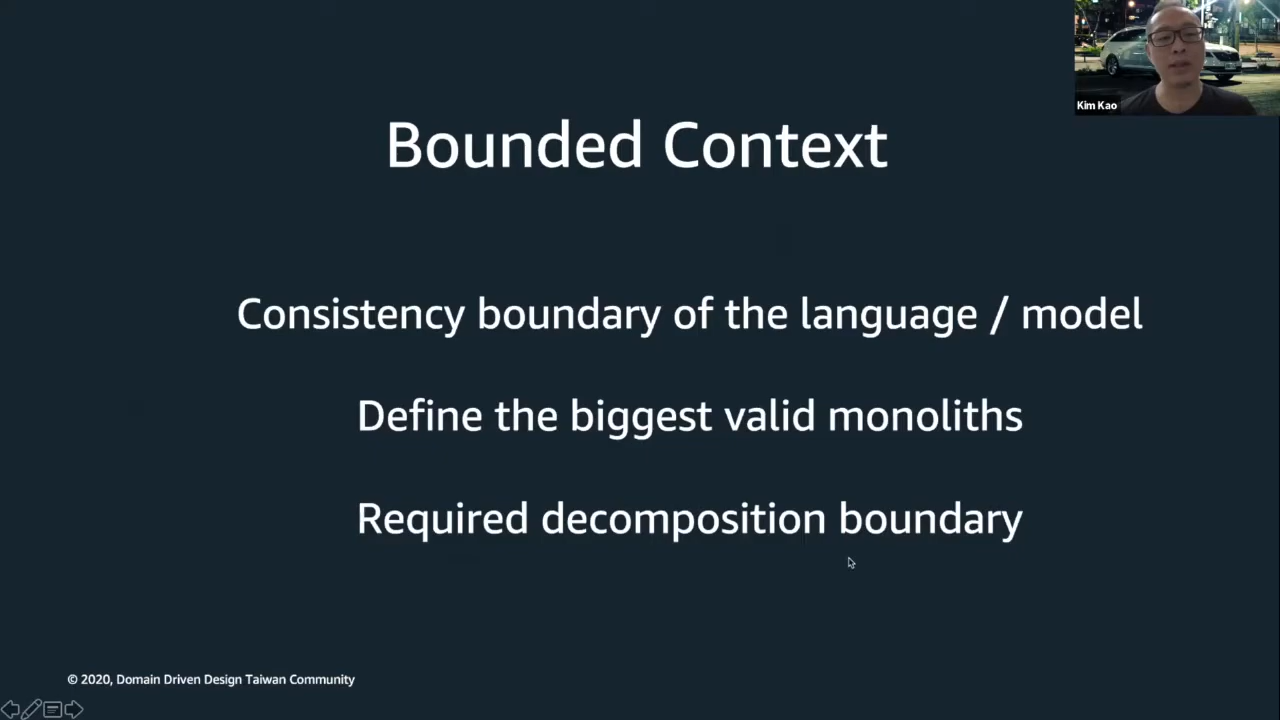 Kim Kao
Bounded Context
Consistency boundary of the language / model
Define the biggest valid monoliths
Required decomposition boundary
© 2020, Domain Driven Design Taiwan Community